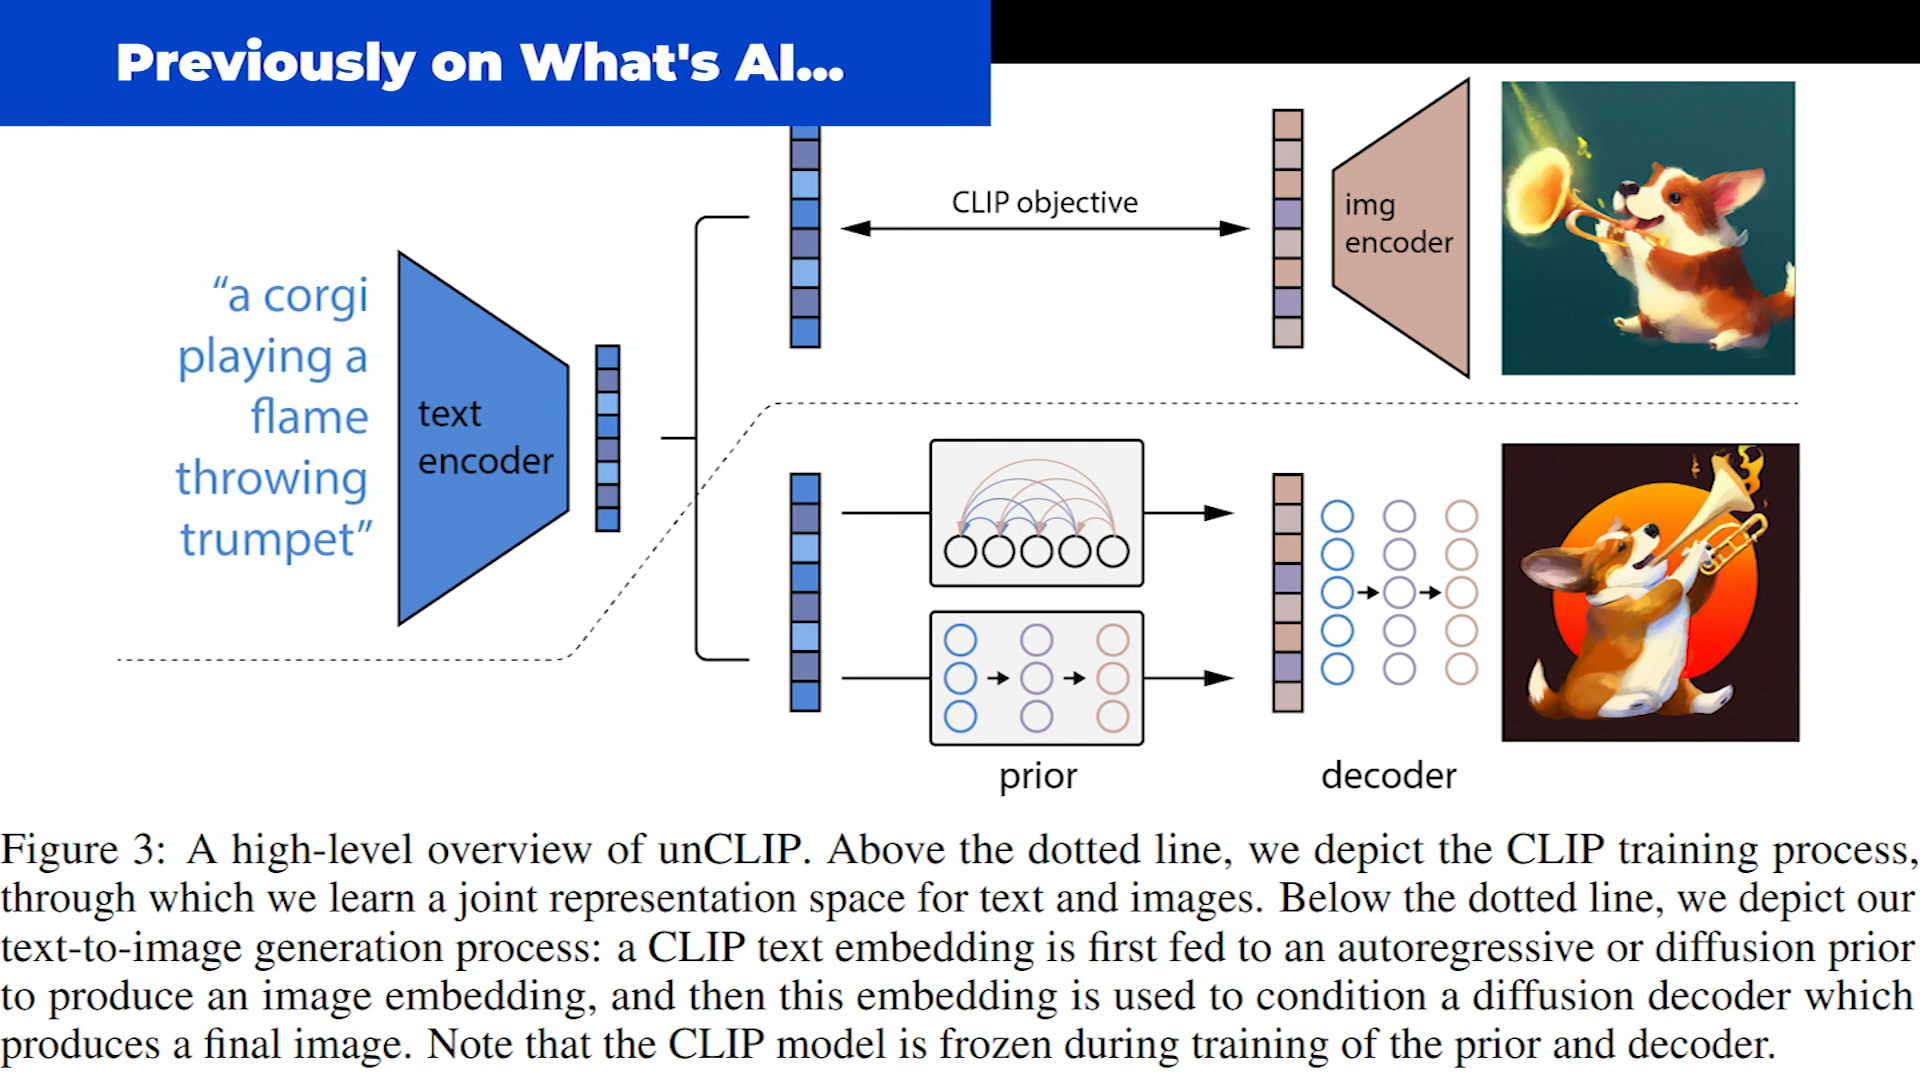 Previously on What's AI...
CLIP objective
img
encoder
“a corgi
playing a
flame
throwing
trumpet”
text
encoder
prior
decoder
Figure 3: A high-level overview of unCLIP. Above the dotted line, we depict the CLIP training process,
through which we learn a joint representation space for text and images. Below the dotted line, we depict our
text-to-image generation process: a CLIP text embedding is first fed to an autoregressive or diffusion prior
to produce an image embedding, and then this embedding is used to condition a diffusion decoder which
produces a final image. Note that the CLIP model is frozen during training of the prior and decoder.